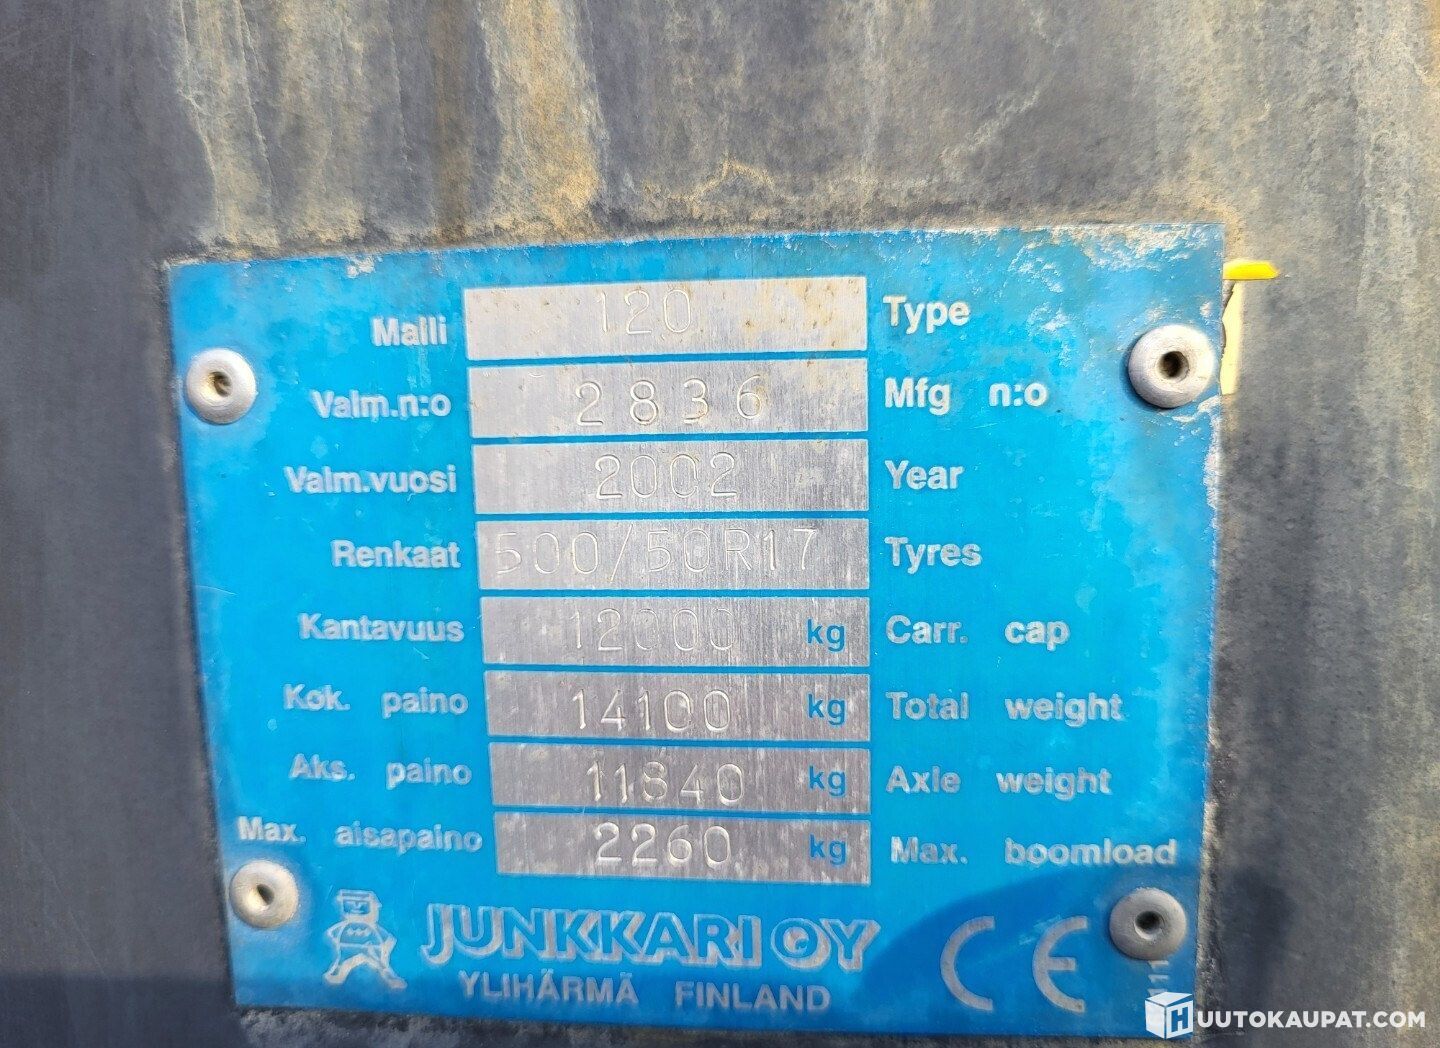 Malli 120 Type
Valm.n:o 2836 Mfg n:o
Valm.vuosi 2002 Year
Renkaat 500/50R17 Tyres
Kantavuus 12000 kg Carr. cap
Kok. paino 14100 kg Total weight
Aks. paino 11840 kg Axle weight
Max. aisapaino 2260 kg Max. boomload
JUNKKARI OY
YLIHÄRMÄ FINLAND
CE
HUUTOKAUPAT.COM